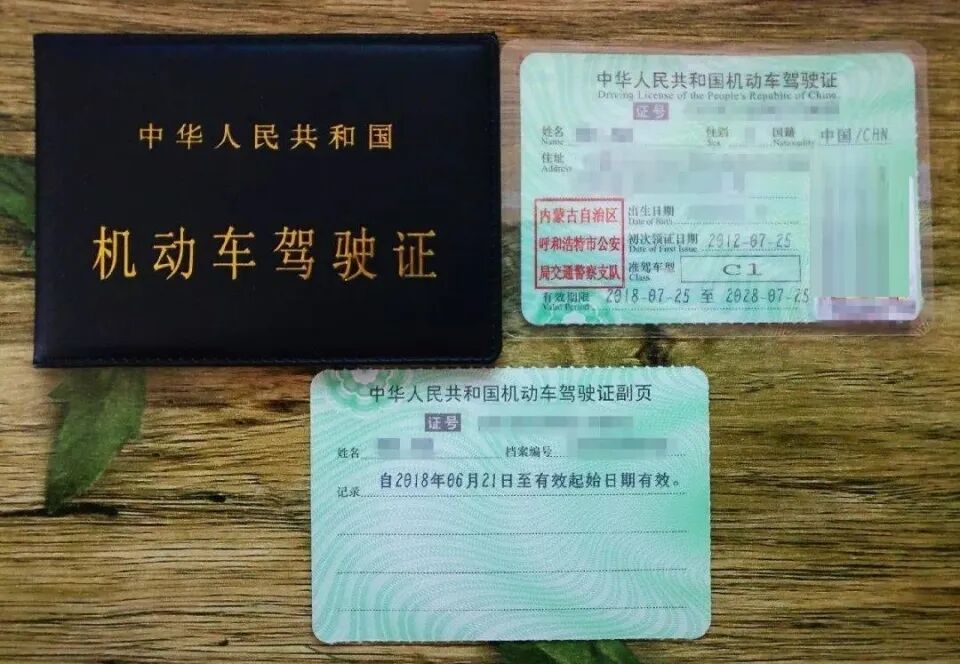 中华人民共和国
机动车驾驶证
中华人民共和国机动车驾驶证
Driving License of the People's Republic of China
证号
姓名 性别 国籍 中国/CHN
Name Sex Nationality
住址
Address
内蒙古自治区
呼和浩特市公安
局交通警察支队
出生日期
Date of Birth
初次领证日期 2012-07-25
Date of First Issue
准驾车型 C1
Class
有效期限 2018-07-25 至 2028-07-25
Valid Period
中华人民共和国机动车驾驶证副页
证号
姓名 档案编号
记录 自2018年06月21日至有效起始日期有效。